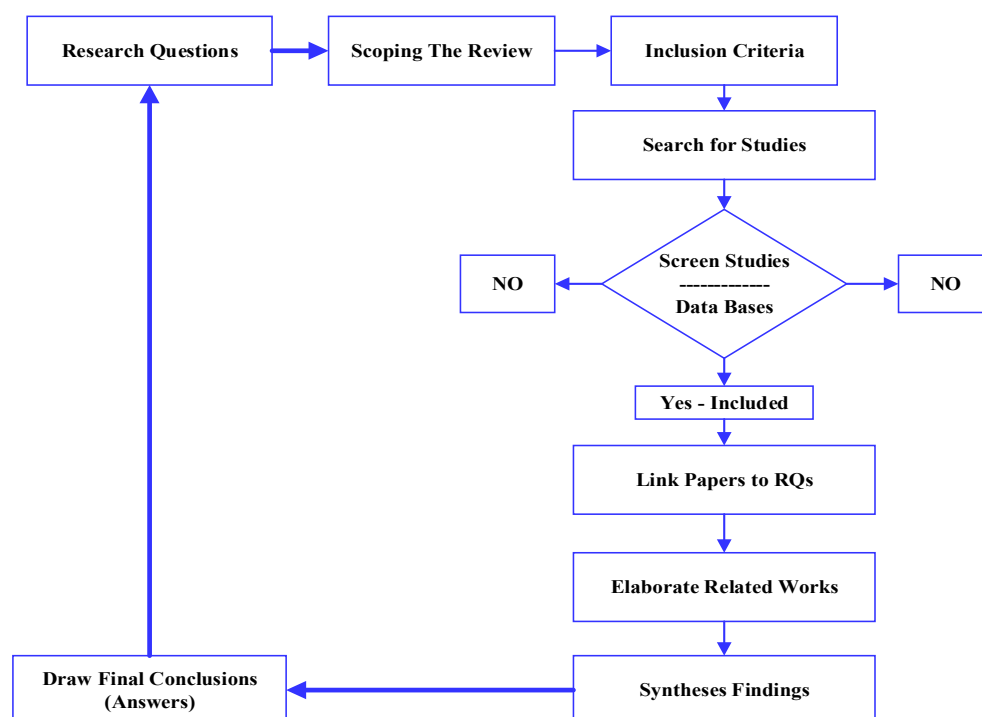 Research Questions
Scoping The Review
Inclusion Criteria
Search for Studies
Screen Studies
-------------
Data Bases
NO
NO
Yes - Included
Link Papers to RQs
Elaborate Related Works
Syntheses Findings
Draw Final Conclusions
(Answers)